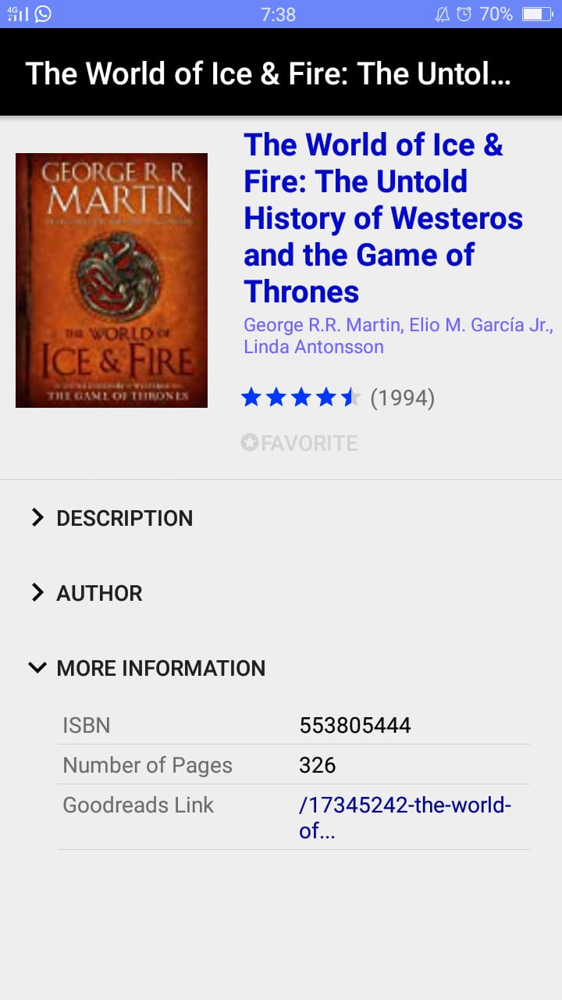 4G 7:38 70%
The World of Ice & Fire: The Untol...
GEORGE R. R.
MARTIN
THE WORLD OF
ICE & FIRE
THE GAME OF THRONES
The World of Ice &
Fire: The Untold
History of Westeros
and the Game of
Thrones
George R.R. Martin, Elio M. García Jr.,
Linda Antonsson
(1994)
FAVORITE
DESCRIPTION
AUTHOR
MORE INFORMATION
ISBN 553805444
Number of Pages 326
Goodreads Link /17345242-the-world-
of...